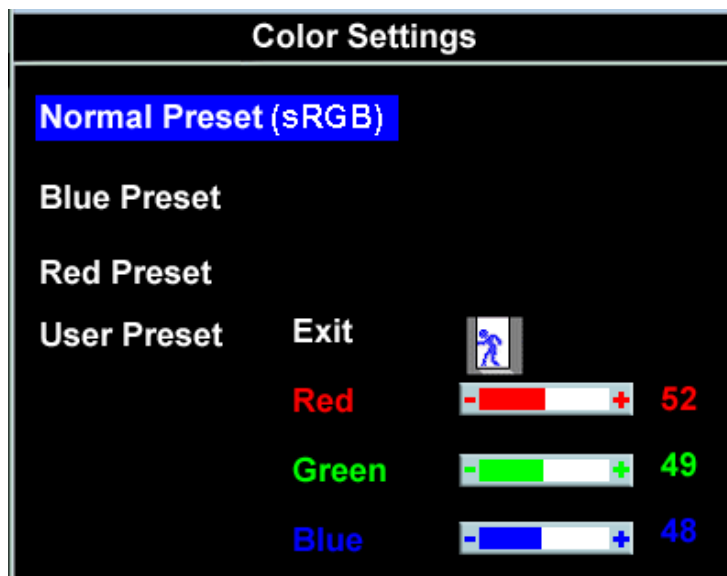 Color Settings
Normal Preset (sRGB)
Blue Preset
Red Preset
User Preset Exit
Red - + 52
Green - + 49
Blue - + 48